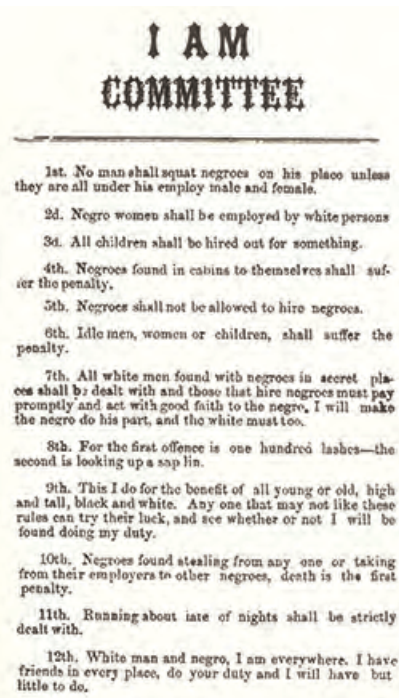 I AM
COMMITTEE
1st. No man shall squat negroes on his place unless
they are all under his employ male and female.
2d. Negro women shall be employed by white persons
3d. All children shall be hired out for something.
4th. Negroes found in cabins to themselves shall suf-
fer the penalty.
5th. Negroes shall not be allowed to hire negroes.
6th. Idle men, women or children, shall suffer the
penalty.
7th. All white men found with negroes in secret pla-
ces shall be dealt with and those that hire negroes must pay
promptly and act with good faith to the negro. I will make
the negro do his part, and the white must too.
8th. For the first offence is one hundred lashes—the
second is looking up a sap lin.
9th. This I do for the benefit of all young or old, high
and tall, black and white. Any one that may not like these
rules can try their luck, and see whether or not I will be
found doing my duty.
10th. Negroes found stealing from any one or taking
from their employers to other negroes, death is the first
penalty.
11th. Running about late of nights shall be strictly
dealt with.
12th. White man and negro, I am everywhere. I have
friends in every place, do your duty and I will have but
little to do.